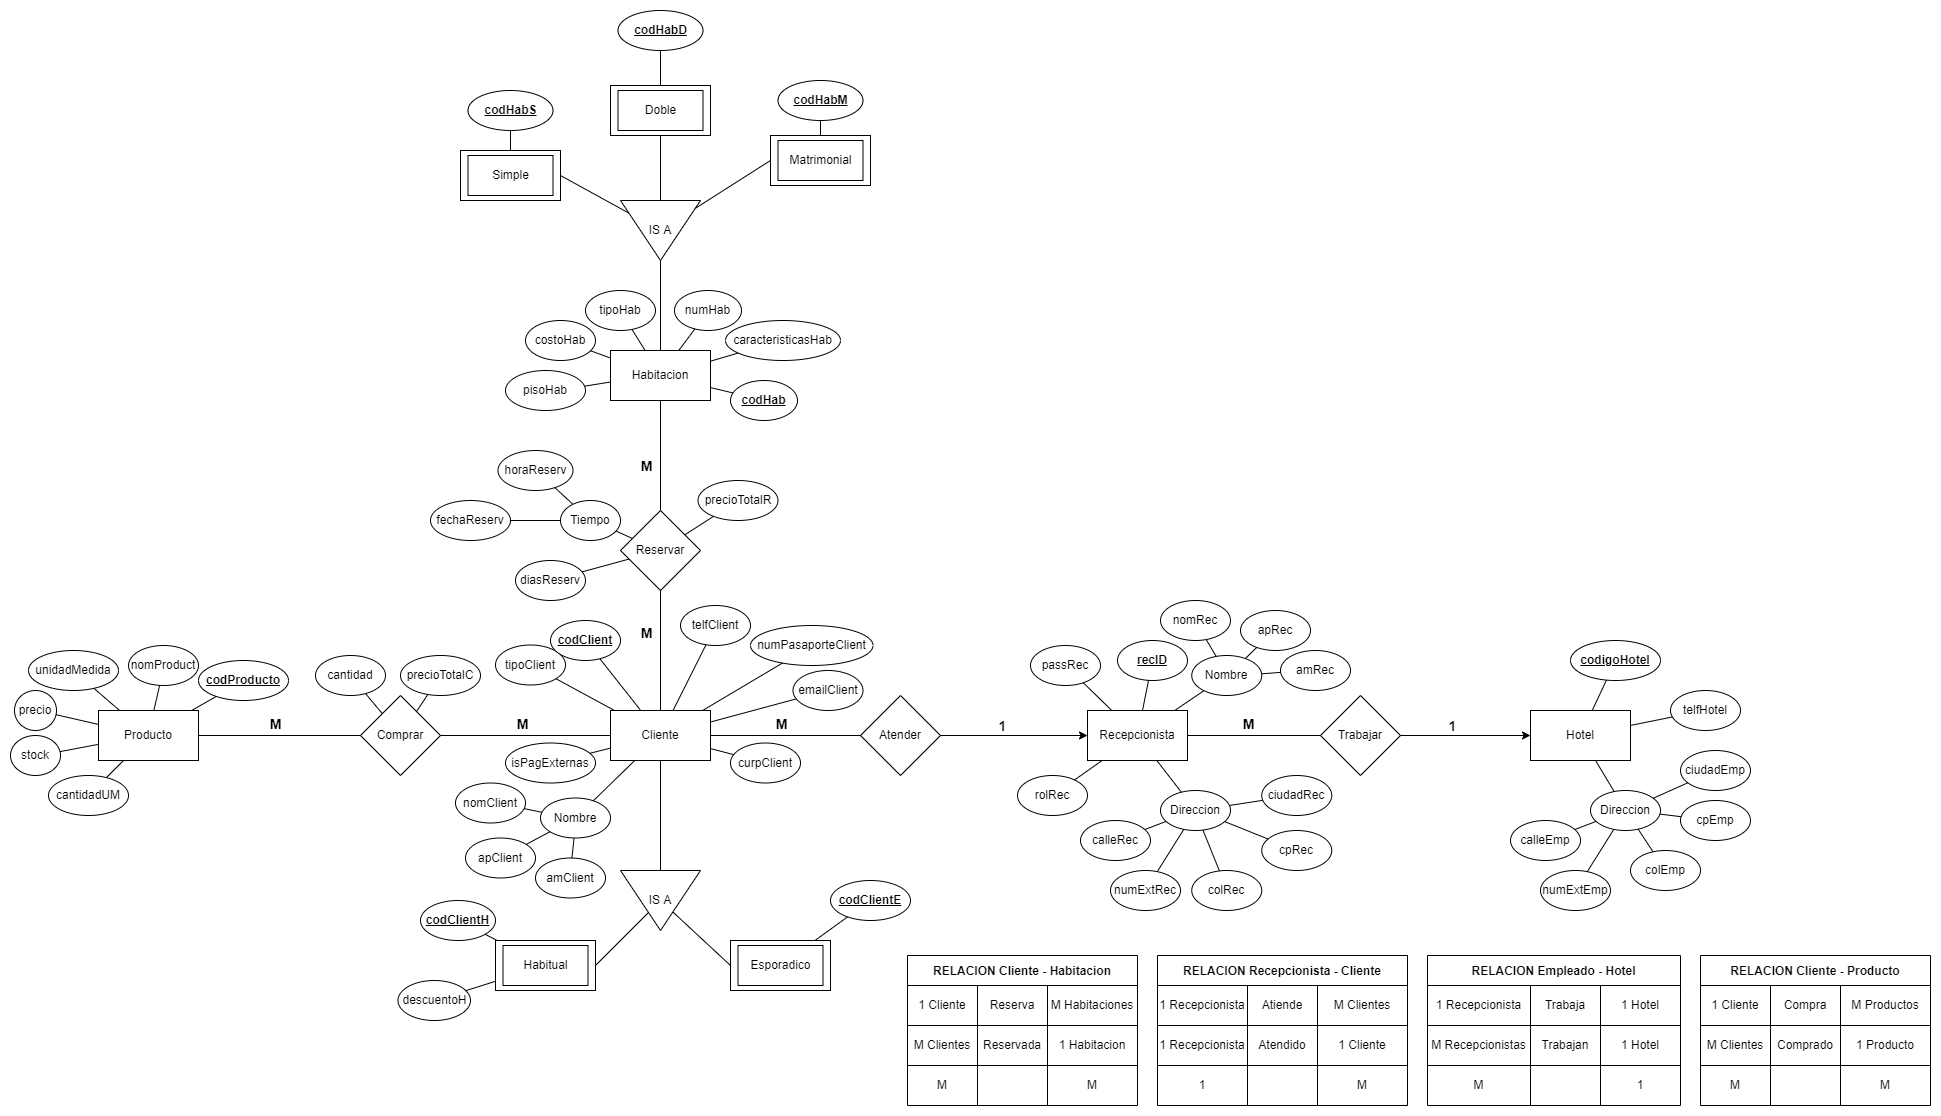 codHabD
codHabS
codHabM
Doble
Simple
Matrimonial
IS A
tipoHab
numHab
costoHab
caracteristicasHab
Habitacion
pisoHab
codHab
M
horaReserv
precioTotalR
fechaReserv
Tiempo
Reservar
diasReserv
M
codClient
telfClient
tipoClient
numPasaporteClient
emailClient
unidadMedida
nomProduct
codProducto
precio
stock
Producto
cantidadUM
M
cantidad
precioTotalC
Comprar
M
Cliente
M
isPagExternas
curpClient
nomClient
Nombre
apClient
amClient
Atender
1
nomRec
apRec
passRec
recID
Nombre
amRec
Recepcionista
M
Trabajar
1
rolRec
Direccion
ciudadRec
calleRec
cpRec
numExtRec
colRec
codigoHotel
telfHotel
Hotel
ciudadEmp
Direccion
cpEmp
calleEmp
colEmp
numExtEmp
IS A
codClientH
codClientE
Habitual
Esporadico
descuentoH
RELACION Cliente - Habitacion
1 Cliente Reserva M Habitaciones
M Clientes Reservada 1 Habitacion
M M
RELACION Recepcionista - Cliente
1 Recepcionista Atiende M Clientes
1 Recepcionista Atendido 1 Cliente
1 M
RELACION Empleado - Hotel
1 Recepcionista Trabaja 1 Hotel
M Recepcionistas Trabajan 1 Hotel
M 1
RELACION Cliente - Producto
1 Cliente Compra M Productos
M Clientes Comprado 1 Producto
M M